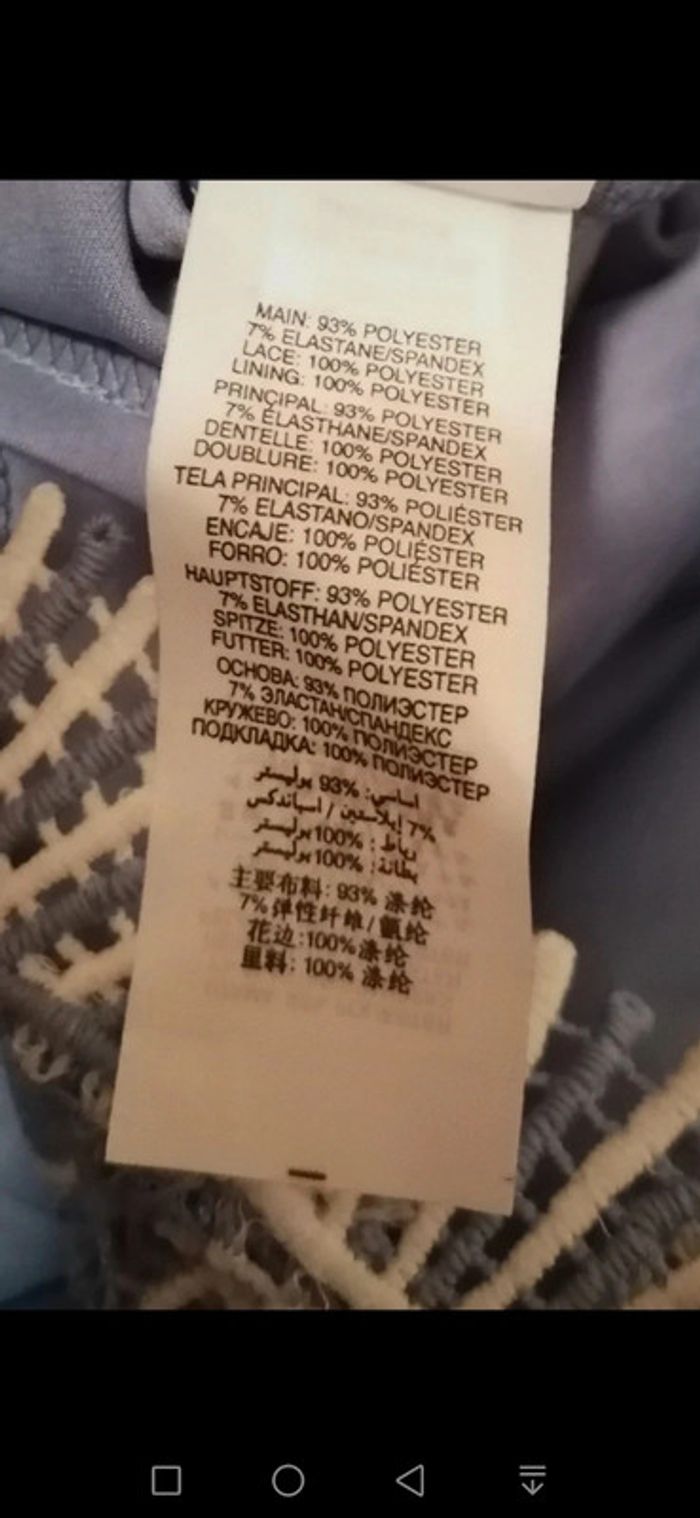 MAIN: 93% POLYESTER
7% ELASTANE/SPANDEX
LACE: 100% POLYESTER
LINING: 100% POLYESTER
PRINCIPAL: 93% POLYESTER
7% ÉLASTHANE/SPANDEX
DENTELLE: 100% POLYESTER
DOUBLURE: 100% POLYESTER
TELA PRINCIPAL: 93% POLIÉSTER
7% ELASTANO/SPANDEX
ENCAJE: 100% POLIÉSTER
FORRO: 100% POLIÉSTER
HAUPTSTOFF: 93% POLYESTER
7% ELASTHAN/SPANDEX
SPITZE: 100% POLYESTER
FUTTER: 100% POLYESTER
ОСНОВА: 93% ПОЛИЭСТЕР
7% ЭЛАСТАН/СПАНДЕКС
КРУЖЕВО: 100% ПОЛИЭСТЕР
ПОДКЛАДКА: 100% ПОЛИЭСТЕР
اساسي: 93% بوليستر
7% إيلاستين / اسباندكس
رباط: 100% بوليستر
بطانة: 100% بوليستر
主要布料: 93% 涤纶
7% 弹性纤维/氨纶
花边:100% 涤纶
里料: 100% 涤纶